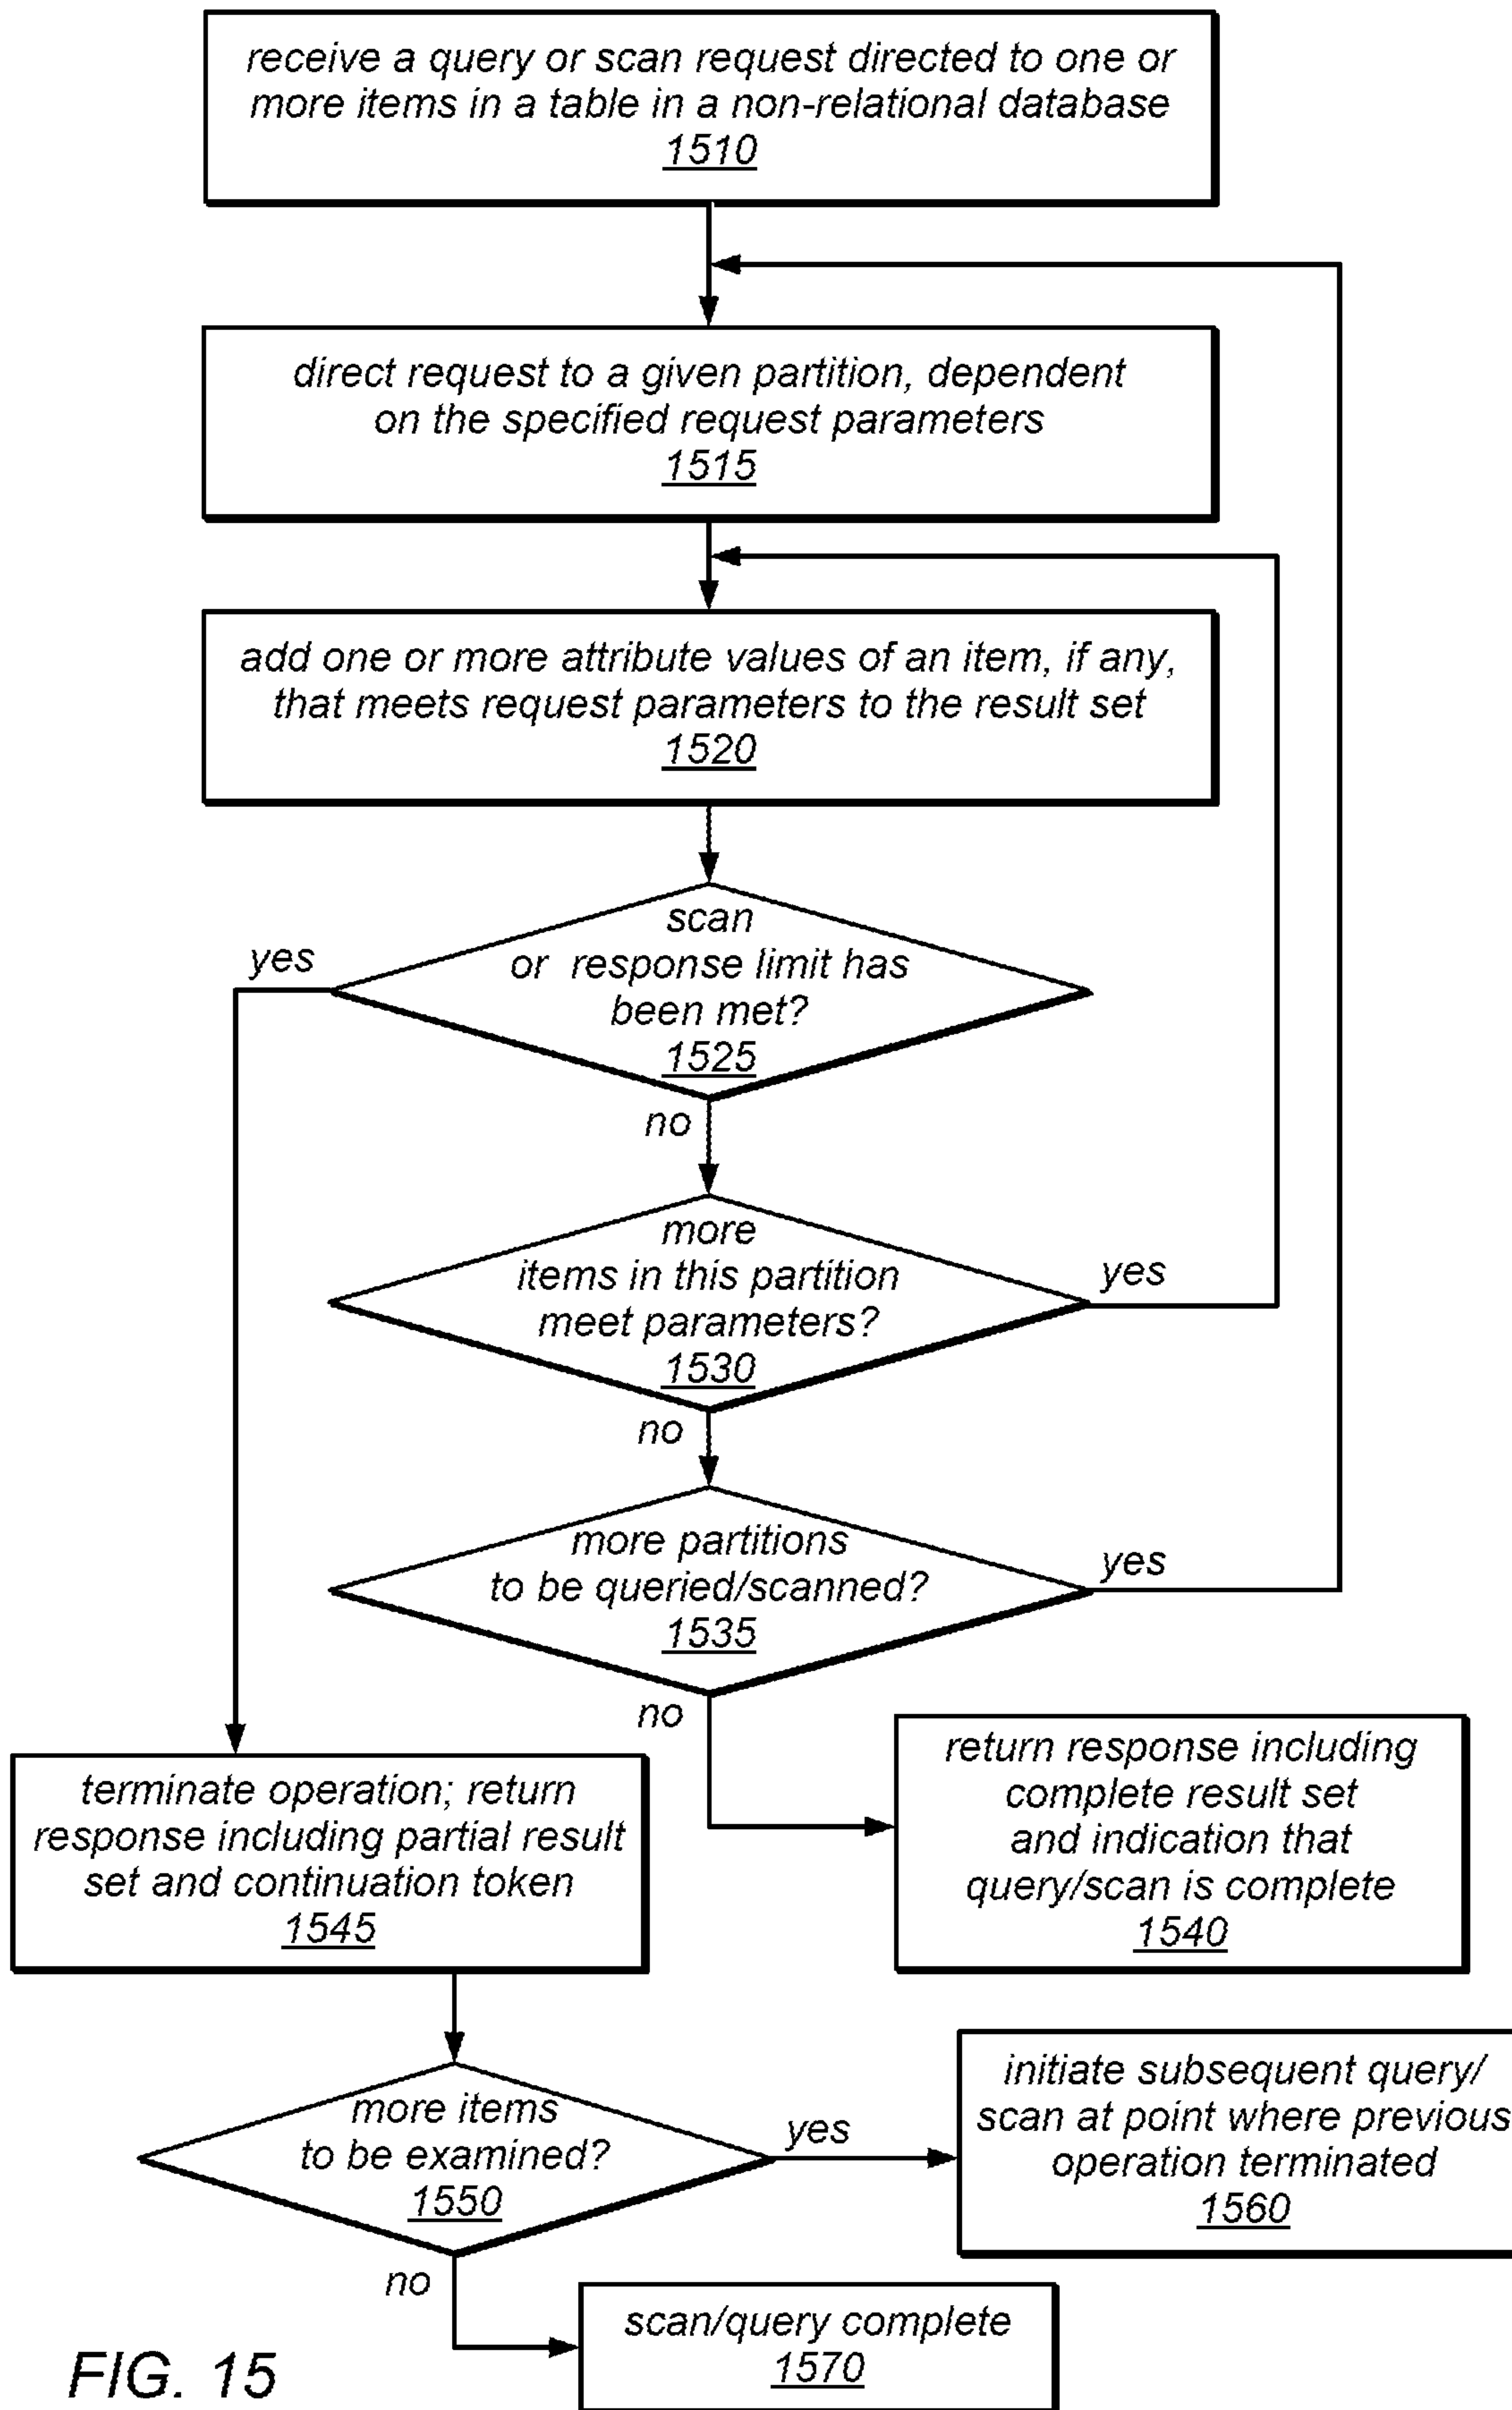 receive a query or scan request directed to one or
more items in a table in a non-relational database
1510
direct request to a given partition, dependent
on the specified request parameters
1515
add one or more attribute values of an item, if any,
that meets request parameters to the result set
1520
scan
or response limit has
been met?
1525
yes
no
more
items in this partition
meet parameters?
1530
yes
no
more partitions
to be queried/scanned?
1535
yes
no
return response including
complete result set
and indication that
query/scan is complete
1540
terminate operation; return
response including partial result
set and continuation token
1545
more items
to be examined?
1550
yes
no
initiate subsequent query/
scan at point where previous
operation terminated
1560
scan/query complete
1570
FIG. 15